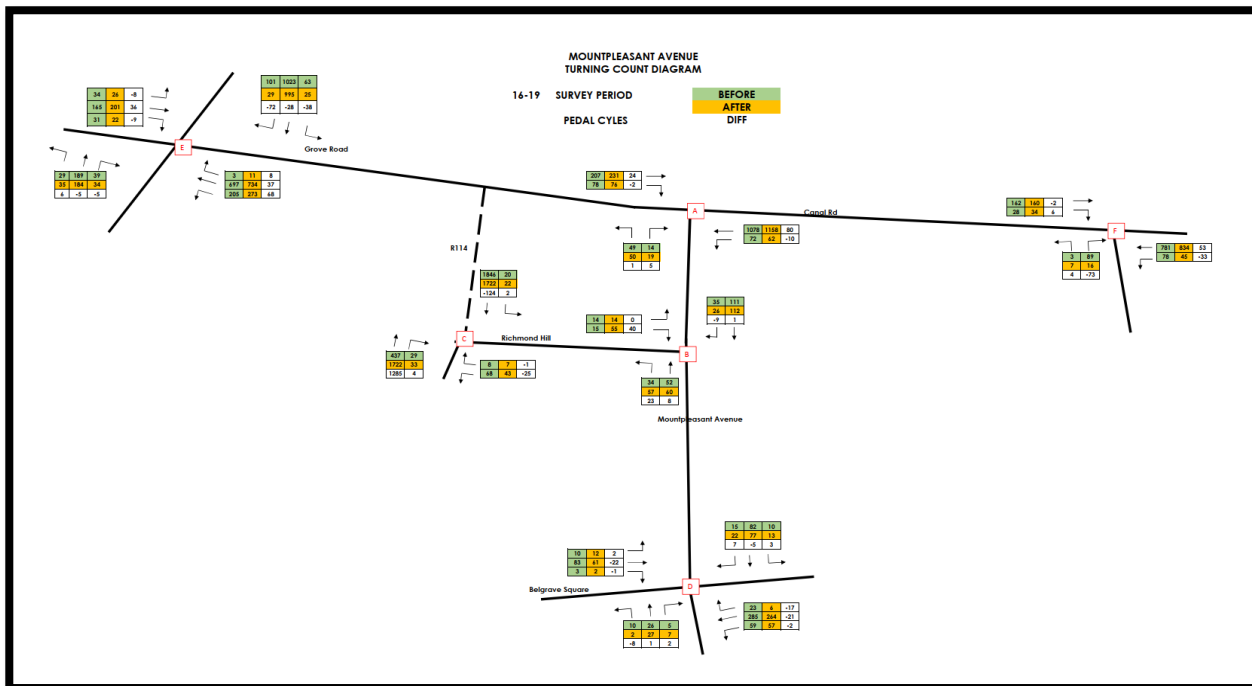 MOUNTPLEASANT AVENUE
TURNING COUNT DIAGRAM
16-19 SURVEY PERIOD BEFORE
AFTER
PEDAL CYLES DIFF
34 26 -8
165 201 36
31 22 -9
101 1023 63
29 995 25
-72 -28 -38
E
Grove Road
29 189 39
35 184 34
6 -5 -5
3 11 8
697 734 37
205 273 68
207 231 24
78 76 -2
A
Canal Rd
162 160 -2
28 34 6
F
R114
49 14
50 19
1 5
1078 1158 80
72 62 -10
3 89
7 16
4 -73
781 834 53
78 45 -33
1846 20
1722 22
-124 2
35 111
26 112
-9 1
14 14 0
15 55 40
C
Richmond Hill
B
437 29
1722 33
1285 4
8 7 -1
68 43 -25
34 52
57 60
23 8
Mountpleasant Avenue
15 82 10
22 77 13
7 -5 3
10 12 2
83 61 -22
3 2 -1
Belgrave Square
D
10 26 5
2 27 7
-8 1 2
23 6 -17
285 264 -21
59 57 -2